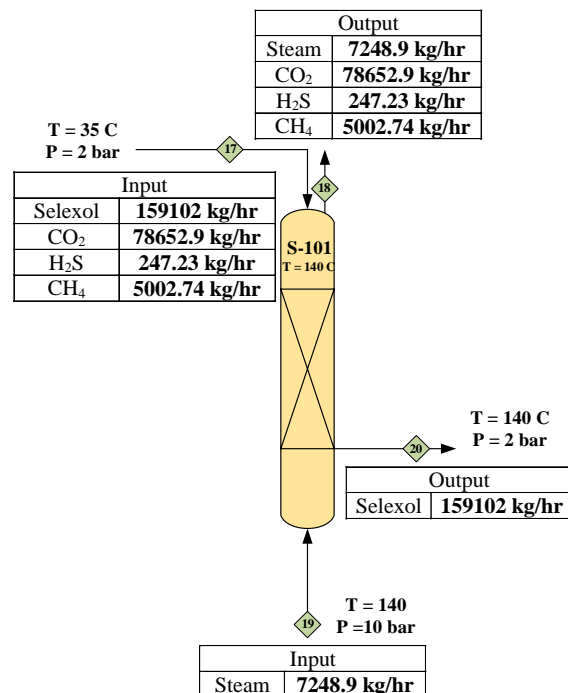 Output
Steam 7248.9 kg/hr
CO₂ 78652.9 kg/hr
H₂S 247.23 kg/hr
CH₄ 5002.74 kg/hr
T = 35 C
P = 2 bar
17
18
Input
Selexol 159102 kg/hr
CO₂ 78652.9 kg/hr
H₂S 247.23 kg/hr
CH₄ 5002.74 kg/hr
S-101
T = 140 C
T = 140 C
P = 2 bar
20
Output
Selexol 159102 kg/hr
19
T = 140
P =10 bar
Input
Steam 7248.9 kg/hr